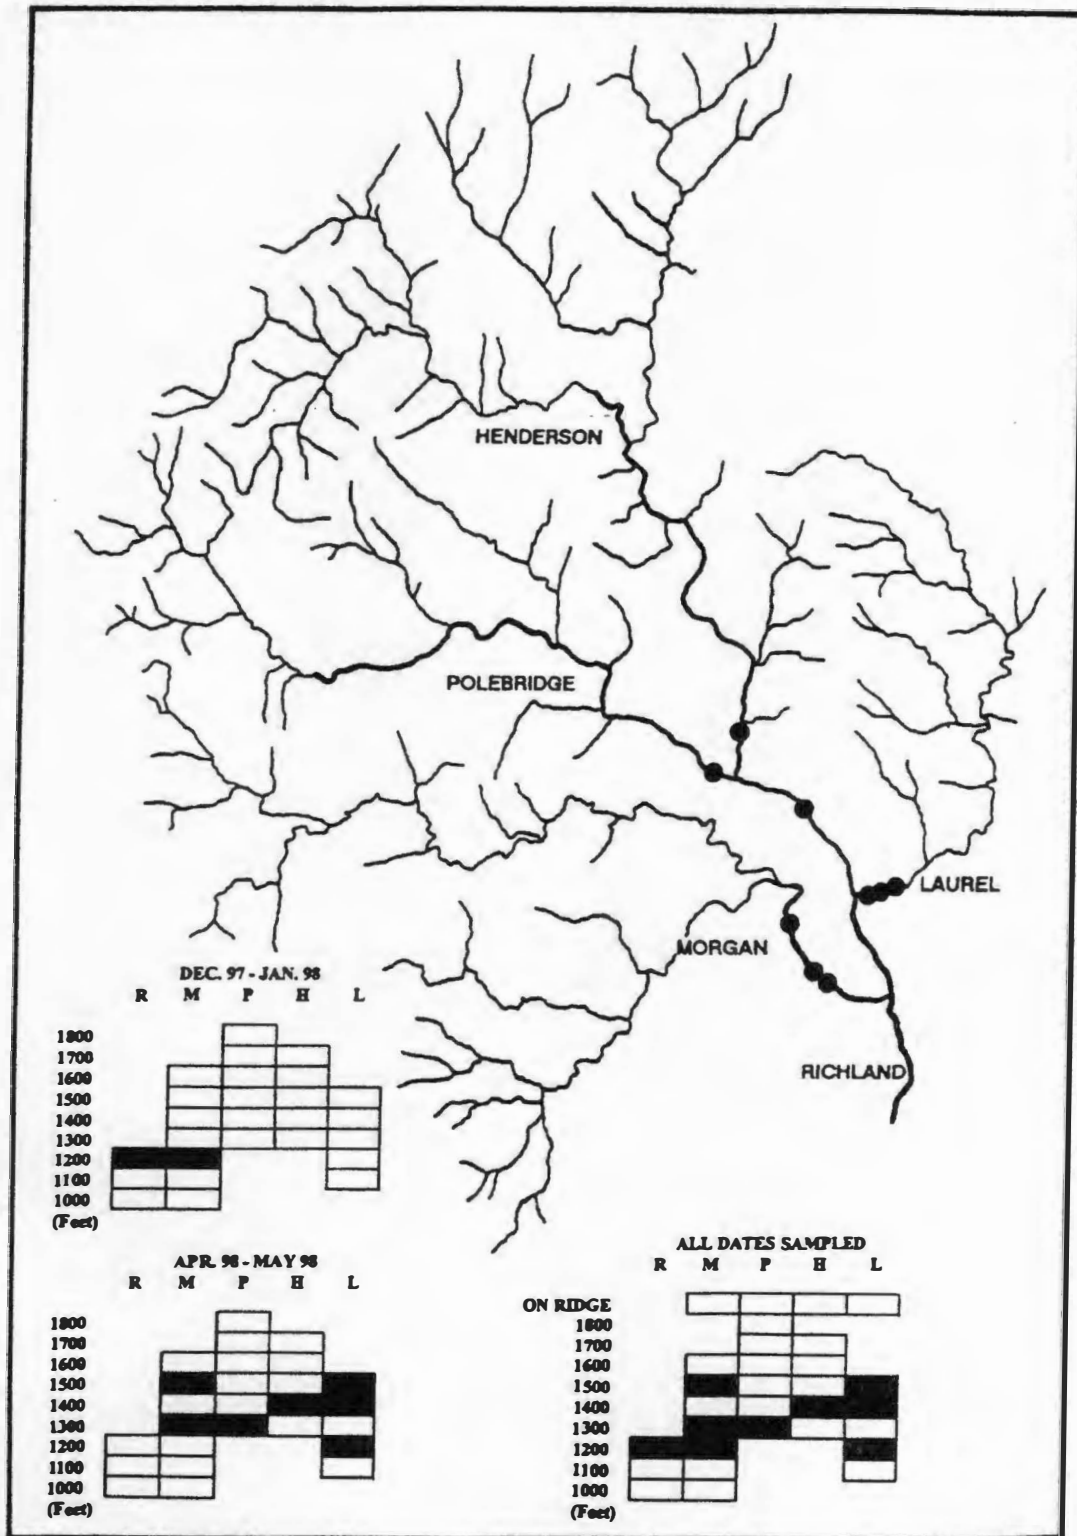 HENDERSON
POLEBRIDGE
LAUREL
MORGAN
RICHLAND
DEC. 97 - JAN. 98
R M P H L
1800
1700
1600
1500
1400
1300
1200
1100
1000
(Feet)
APR. 98 - MAY 98
R M P H L
1800
1700
1600
1500
1400
1300
1200
1100
1000
(Feet)
ALL DATES SAMPLED
R M P H L
ON RIDGE
1800
1700
1600
1500
1400
1300
1200
1100
1000
(Feet)